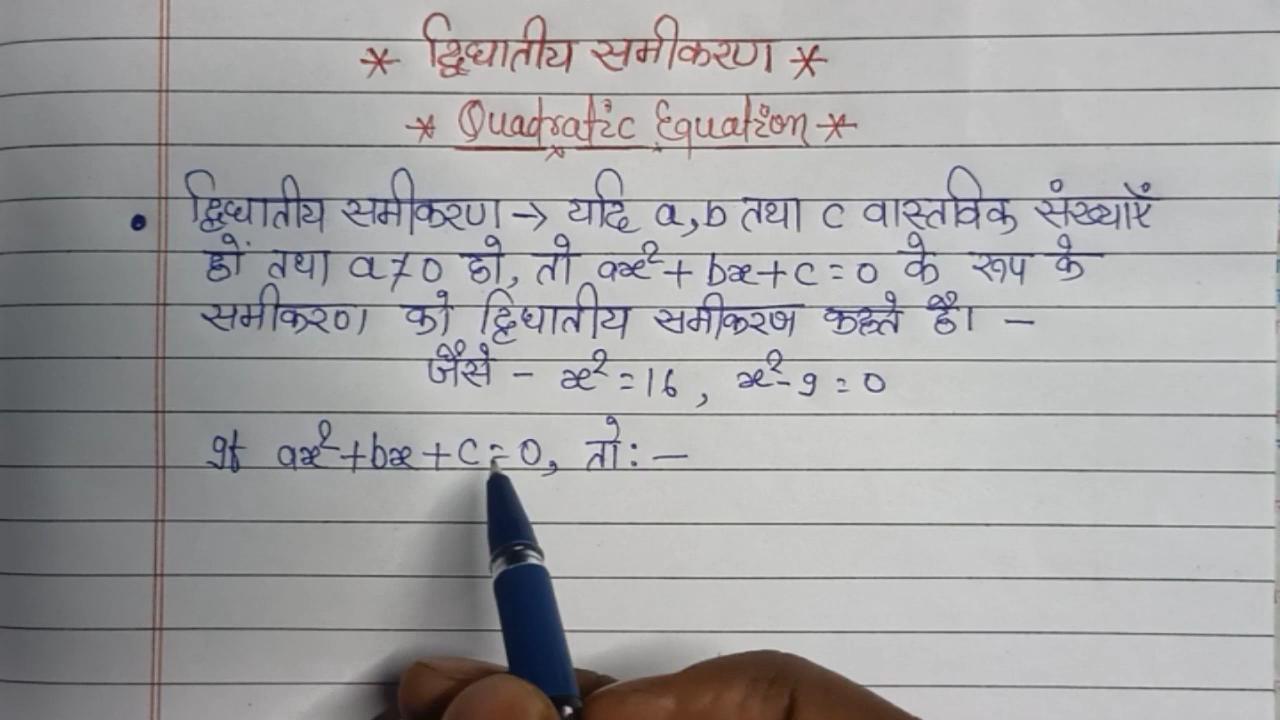 * द्विघातीय समीकरण *
* Quadratic Equation *
• द्विघातीय समीकरण → यदि a, b तथा c वास्तविक संख्याएँ
हों तथा a≠0 हो, तो ax²+bx+c=0 के रूप के
समीकरण को द्विघातीय समीकरण कहते है। -
जैसे - x²=16, x²-9=0
If ax²+bx+c=0, तो:-